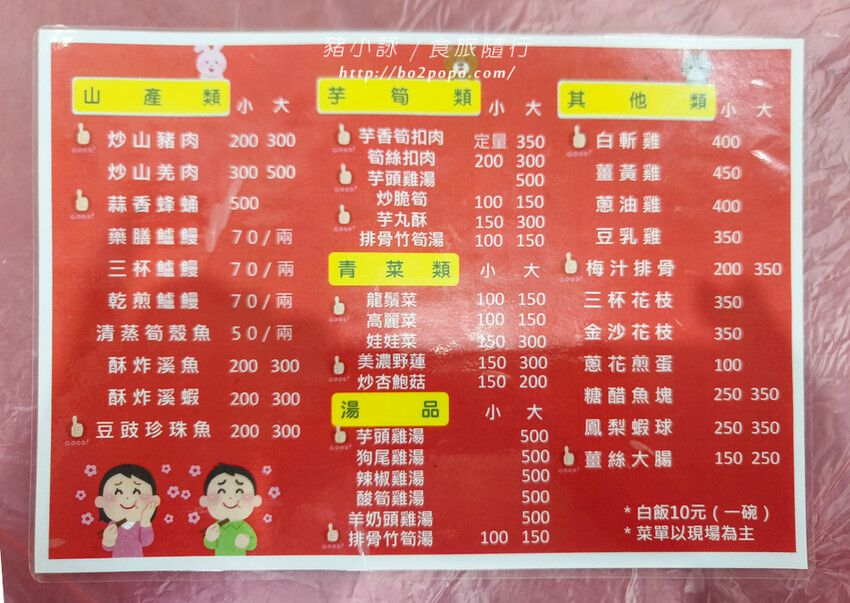 豬小詠 / 食旅隨行
http://bo2popo.com/
山產類 小 大
炒山豬肉 200 300
炒山羌肉 300 500
蒜香蜂蛹 500
藥膳鱸鰻 70/兩
三杯鱸鰻 70/兩
乾煎鱸鰻 70/兩
清蒸筍殼魚 50/兩
酥炸溪魚 200 300
酥炸溪蝦 200 300
豆豉珍珠魚 200 300
芋筍類 小 大
芋香筍扣肉 定量 350
筍絲扣肉 200 300
芋頭雞湯 500
炒脆筍 100 150
芋丸酥 150 300
排骨竹筍湯 100 150
青菜類 小 大
龍鬚菜 100 150
高麗菜 100 150
娃娃菜 150 300
美濃野蓮 150 300
炒杏鮑菇 150 200
湯品 小 大
芋頭雞湯 500
狗尾雞湯 500
辣椒雞湯 500
酸筍雞湯 500
羊奶頭雞湯 500
排骨竹筍湯 100 150
其他類 小 大
白斬雞 400
薑黃雞 450
蔥油雞 400
豆乳雞 350
梅汁排骨 200 350
三杯花枝 350
金沙花枝 350
蔥花煎蛋 100
糖醋魚塊 250 350
鳳梨蝦球 250 350
薑絲大腸 150 250
*白飯10元（一碗）
*菜單以現場為主